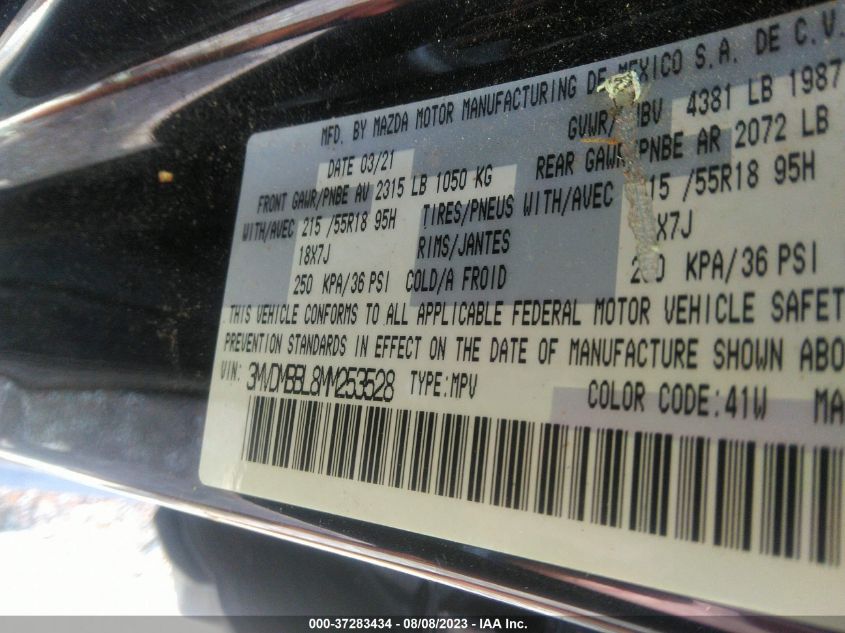 MFD. BY MAZDA MOTOR MANUFACTURING DE MEXICO S.A. DE C.V.
DATE 03/21 GVWR/ 4381 LB 1987
FRONT GAWR/PNBE AV 2315 LB 1050 KG REAR GAWR/PNBE AR 2072 LB
WITH/AVEC 215 /55R18 95H TIRES/PNEUS WITH/AVEC 215 /55R18 95H
18X7J RIMS/JANTES 18X7J
250 KPA/36 PSI COLD/A FROID KPA/36 PSI
THIS VEHICLE CONFORMS TO ALL APPLICABLE FEDERAL MOTOR VEHICLE SAFET
PREVENTION STANDARDS IN EFFECT ON THE DATE OF MANUFACTURE SHOWN ABO
VIN: 3MVDMBBL8MM253528 TYPE:MPV COLOR CODE:41W MA
000-37283434 - 08/08/2023 - IAA Inc.